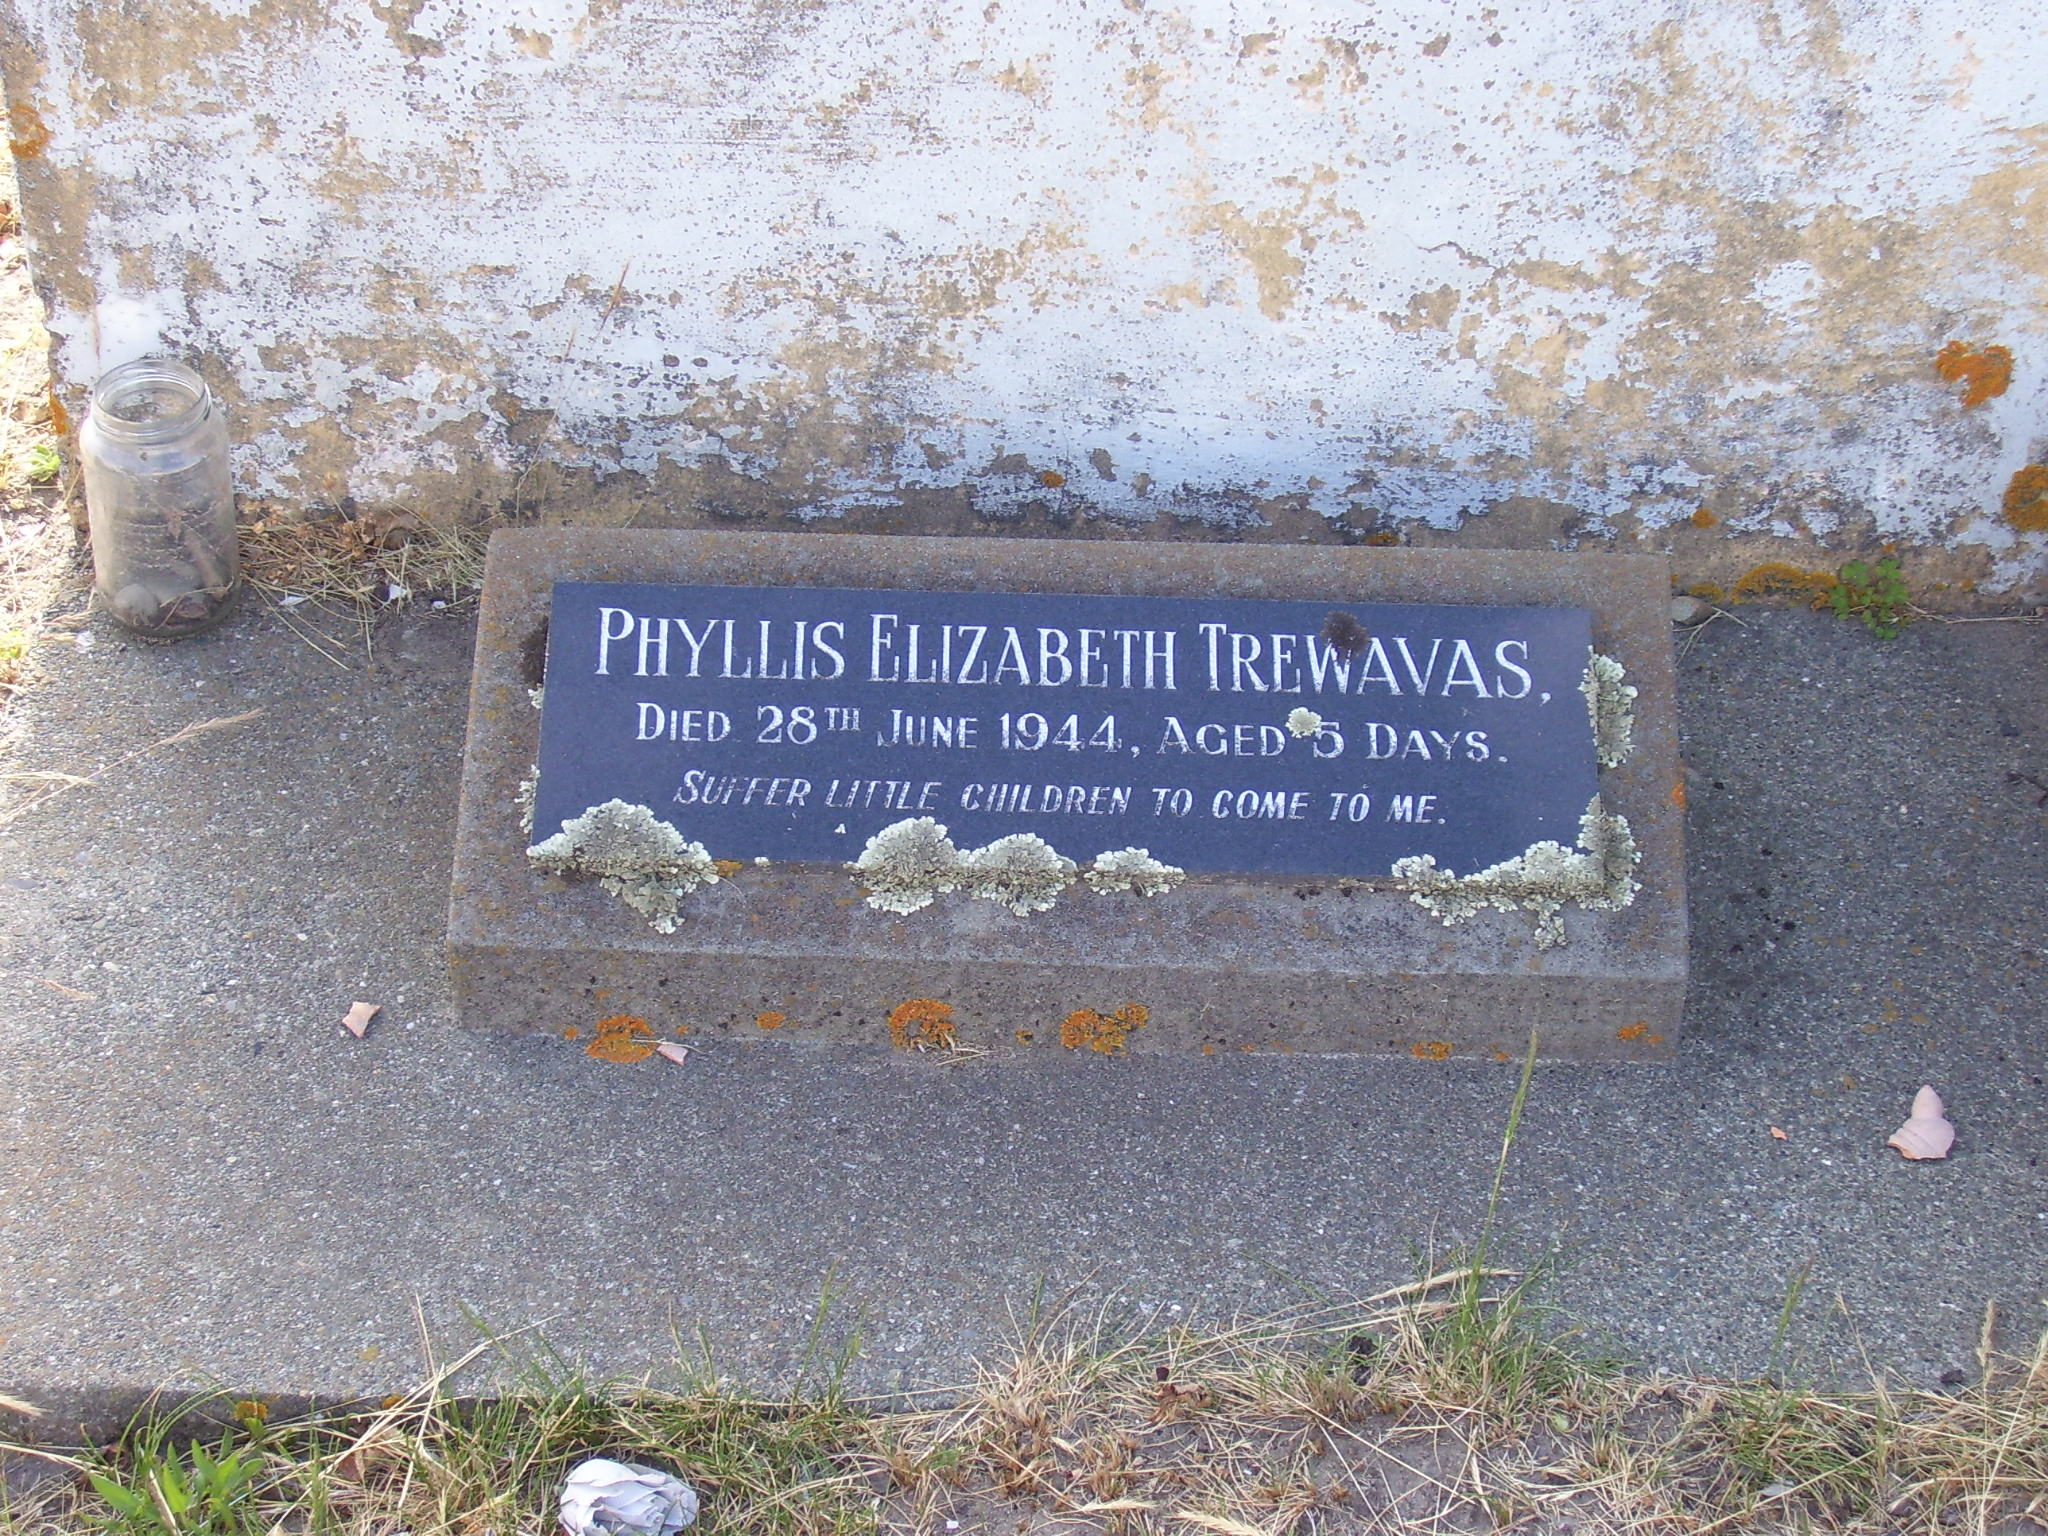 Phyllis Elizabeth Trewavas,
Died 28th June 1944, Aged 5 Days.
Suffer little children to come to me.